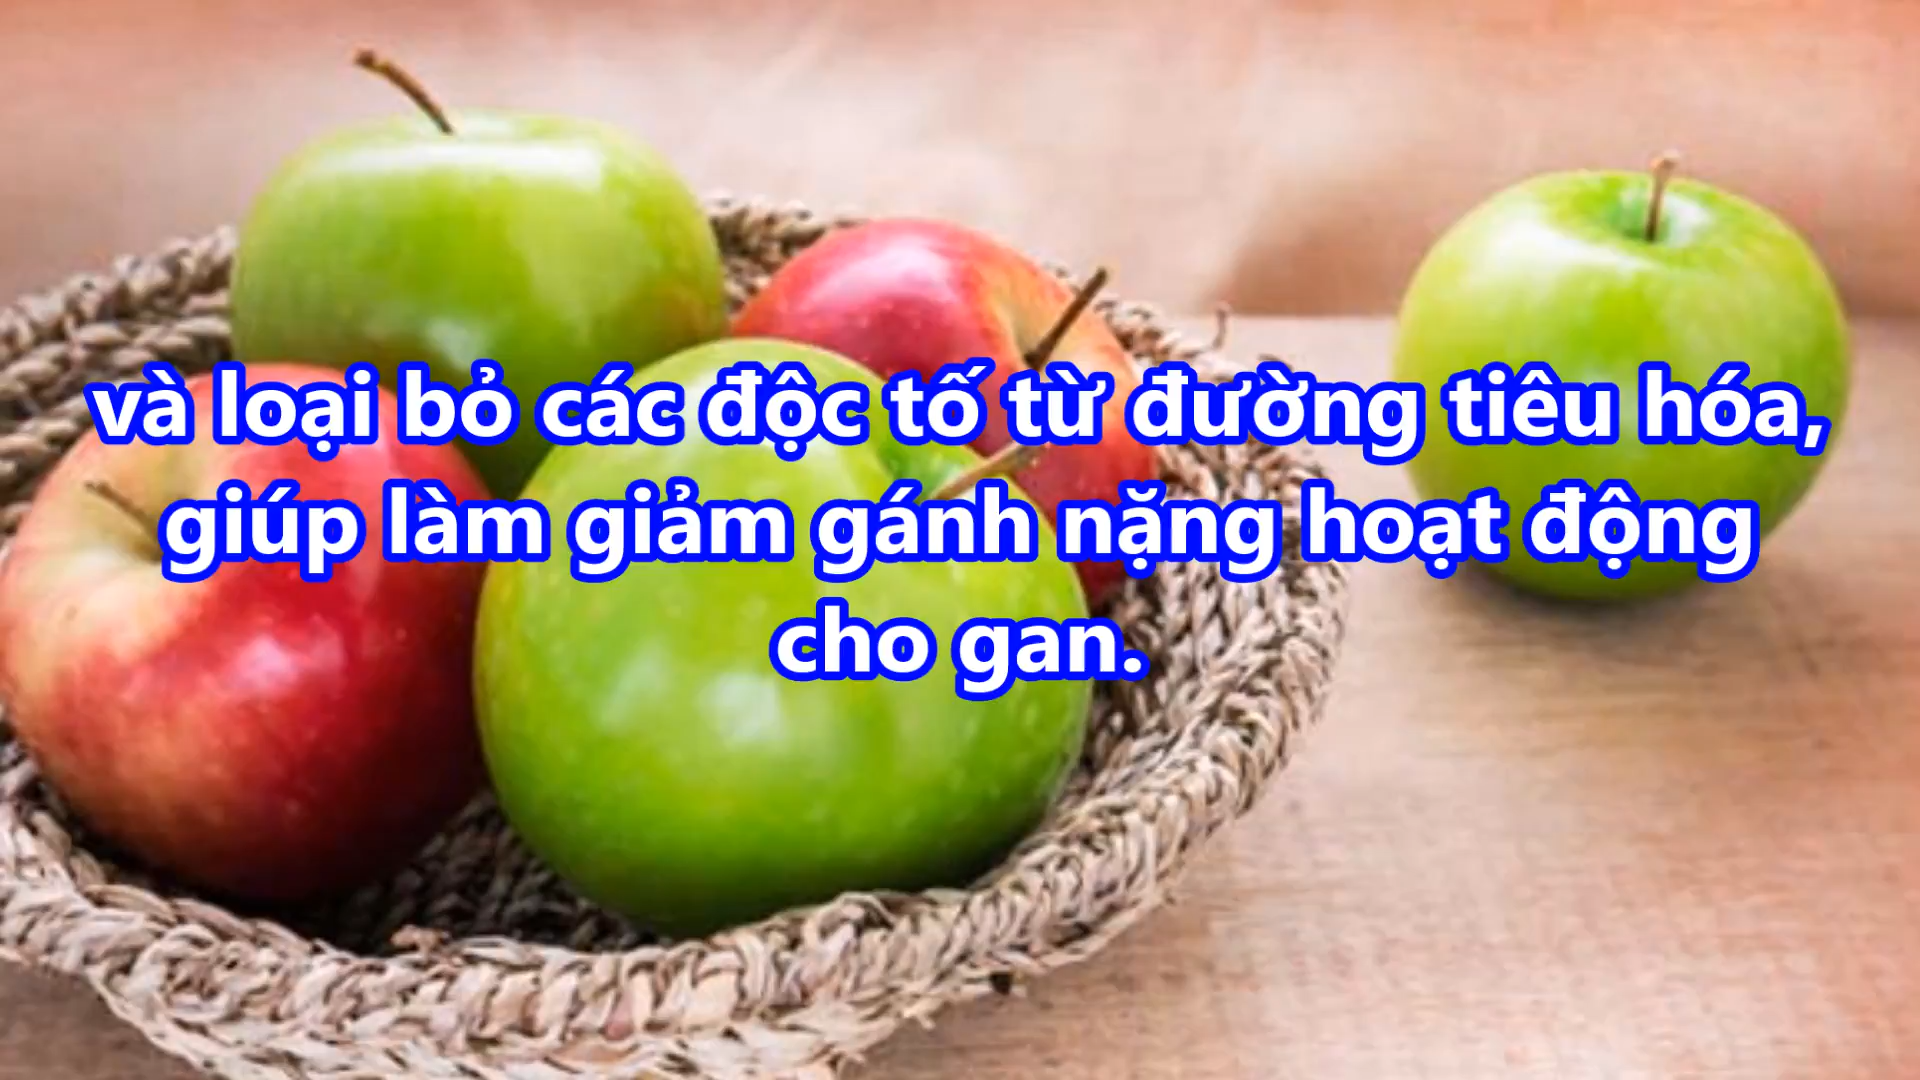 và loại bỏ các độc tố từ đường tiêu hóa,
giúp làm giảm gánh nặng hoạt động
cho gan.